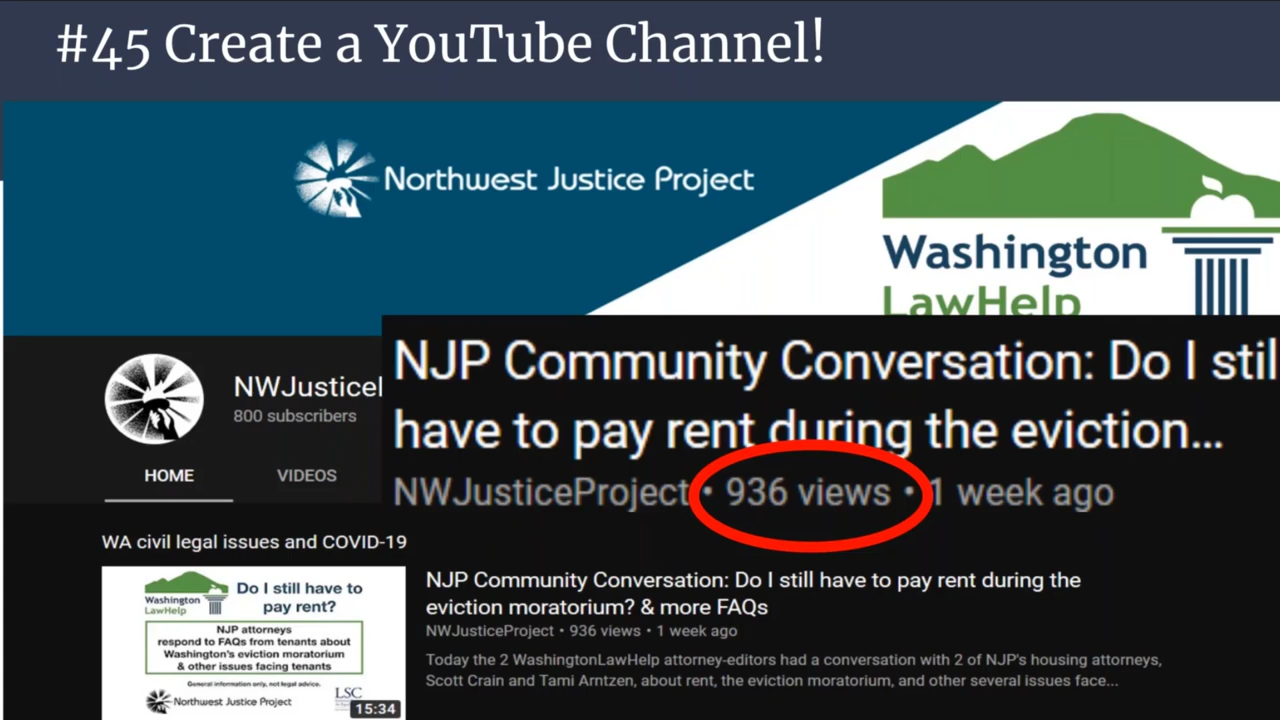 #45 Create a YouTube Channel!
Northwest Justice Project
Washington
LawHelp
NWJustice
800 subscribers
HOME VIDEOS
NJP Community Conversation: Do I stil
have to pay rent during the eviction...
NWJusticeProject • 936 views • 1 week ago
WA civil legal issues and COVID-19
Washington
LawHelp
Do I still have to
pay rent?
NJP attorneys
respond to FAQs from tenants about
Washington's eviction moratorium
& other issues facing tenants
General information only, not legal advice.
Northwest Justice Project
LSC
15:34
NJP Community Conversation: Do I still have to pay rent during the
eviction moratorium? & more FAQs
NWJusticeProject • 936 views • 1 week ago
Today the 2 WashingtonLawHelp attorney-editors had a conversation with 2 of NJP's housing attorneys,
Scott Crain and Tami Arntzen, about rent, the eviction moratorium, and other several issues face...